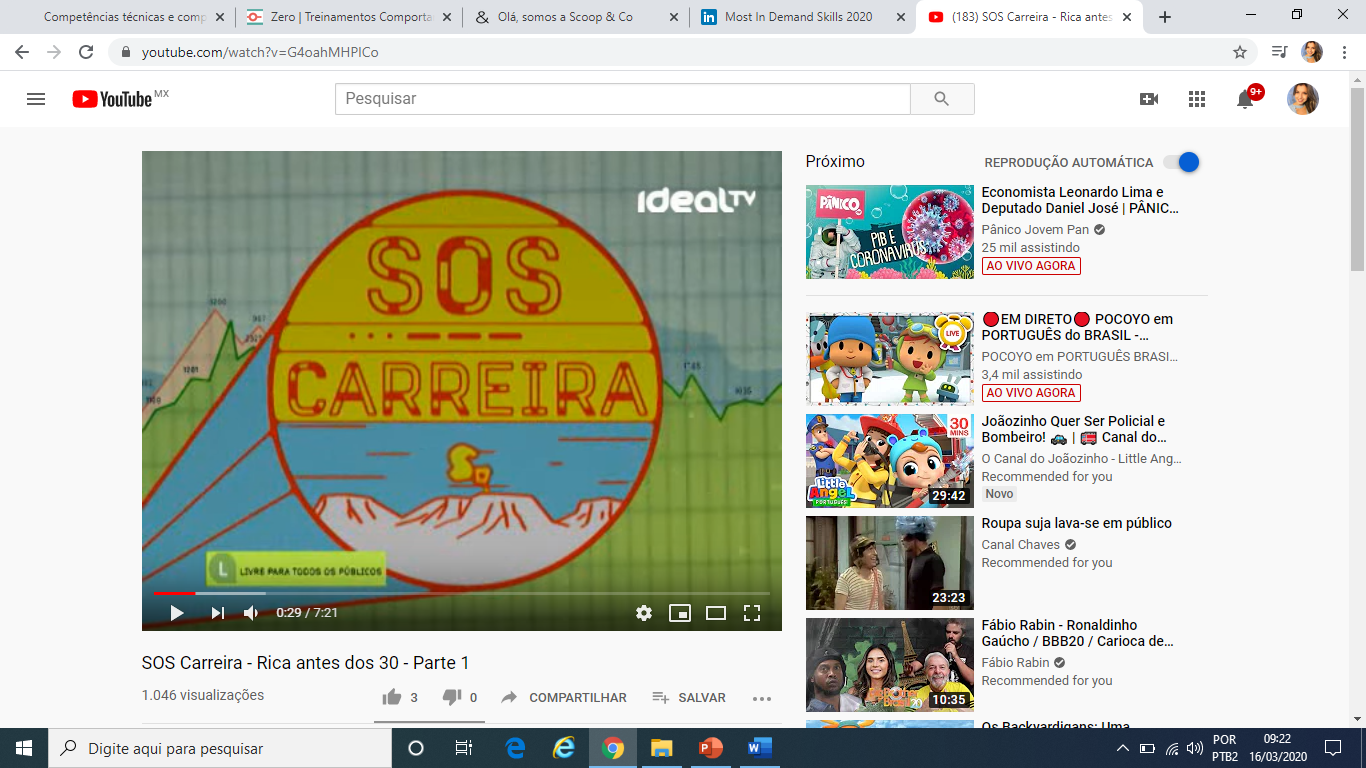 Competências técnicas e comp
Zero | Treinamentos Comporta
Olá, somos a Scoop & Co
Most In Demand Skills 2020
(183) SOS Carreira - Rica antes
youtube.com/watch?v=G4oahMHPICo
YouTube MX
Pesquisar
9+
idealTV
SOS
CARREIRA
L LIVRE PARA TODOS OS PÚBLICOS
0:29 / 7:21
SOS Carreira - Rica antes dos 30 - Parte 1
1.046 visualizações
3
0
COMPARTILHAR
SALVAR
Próximo
REPRODUÇÃO AUTOMÁTICA
PÂNICO
PIB E
CORONAVÍRUS
Economista Leonardo Lima e
Deputado Daniel José | PÂNIC...
Pânico Jovem Pan
25 mil assistindo
AO VIVO AGORA
LIVE
🔴EM DIRETO🔴 POCOYO em
PORTUGUÊS do BRASIL -...
POCOYO em PORTUGUÊS BRASI...
3,4 mil assistindo
AO VIVO AGORA
30
MINS
Little
Angel
PORTUGUÊS
29:42
Joãozinho Quer Ser Policial e
Bombeiro! 🚓 | 🚒 Canal do...
O Canal do Joãozinho - Little Ang...
Recommended for you
Novo
23:23
Roupa suja lava-se em público
Canal Chaves
Recommended for you
10:35
Fábio Rabin - Ronaldinho
Gaúcho / BBB20 / Carioca de...
Fábio Rabin
Recommended for you
Os Backyardigans: Uma
Digite aqui para pesquisar
POR
PTB2
09:22
16/03/2020